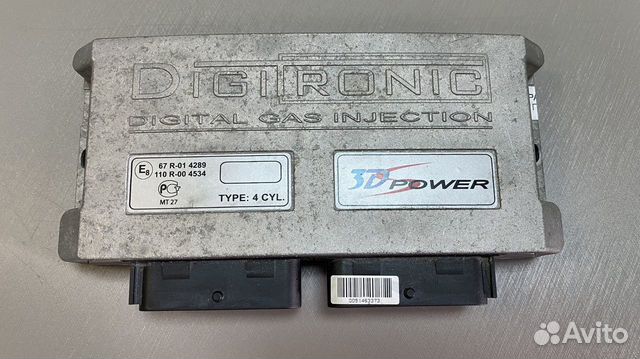 DIGITRONIC
DIGITAL GAS INJECTION
E8 67 R-01 4289
110 R-00 4534
РСТ
MT 27
TYPE: 4 CYL.
3D POWER
Avito